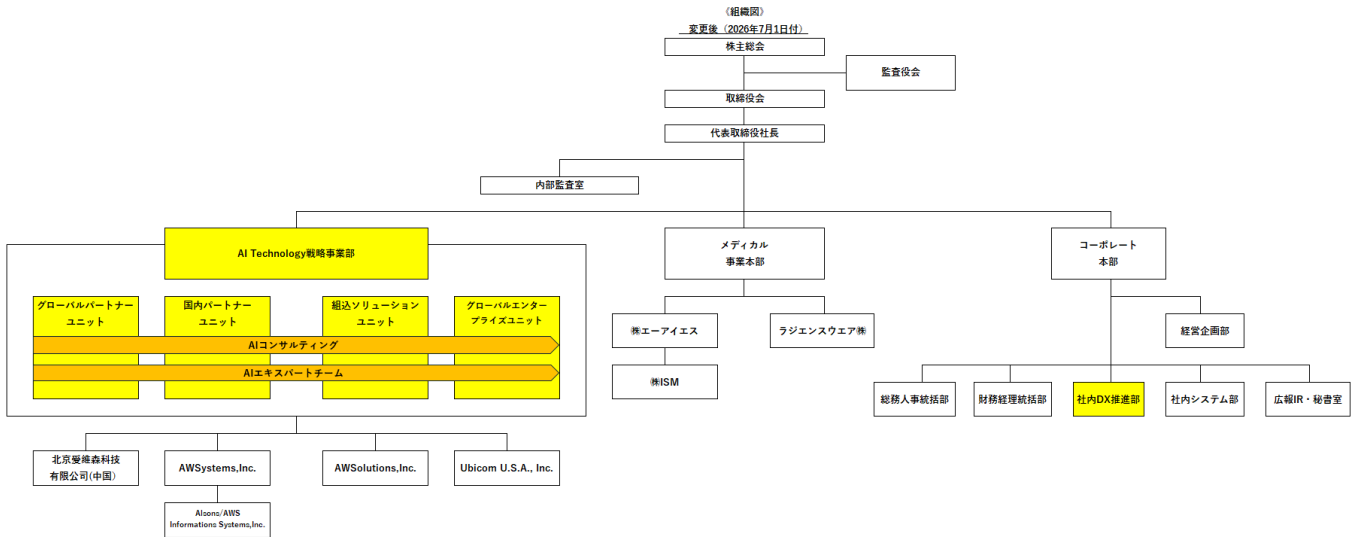 《組織図》
変更後（2026年7月1日付）
株主総会
監査役会
取締役会
代表取締役社長
内部監査室
AI Technology戦略事業部
メディカル
事業本部
コーポレート
本部
グローバルパートナー
ユニット
国内パートナー
ユニット
組込ソリューション
ユニット
グローバルエンター
プライズユニット
AIコンサルティング
AIエキスパートチーム
㈱エーアイエス
ラジエンスウエア㈱
経営企画部
㈱ISM
総務人事統括部
財務経理統括部
社内DX推進部
社内システム部
広報IR・秘書室
北京爱維森科技
有限公司(中国）
AWSystems,Inc.
AWSolutions,Inc.
Ubicom U.S.A., Inc.
Alsons/AWS
Informations Systems,Inc.